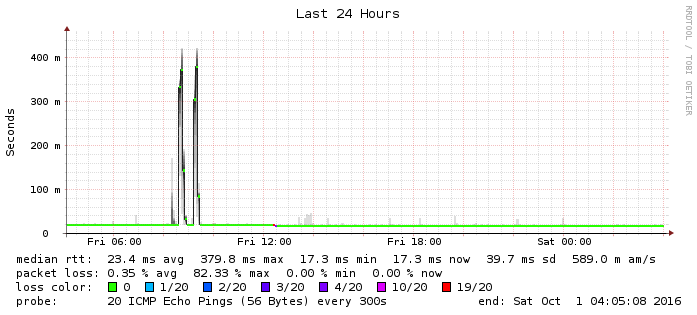 Last 24 Hours
RRDTOOL / TOBI OETIKER
Seconds
400 m
300 m
200 m
100 m
0
Fri 06:00 Fri 12:00 Fri 18:00 Sat 00:00
median rtt: 23.4 ms avg 379.8 ms max 17.3 ms min 17.3 ms now 39.7 ms sd 589.0 m am/s
packet loss: 0.35 % avg 82.33 % max 0.00 % min 0.00 % now
loss color: 0 1/20 2/20 3/20 4/20 10/20 19/20
probe: 20 ICMP Echo Pings (56 Bytes) every 300s end: Sat Oct 1 04:05:08 2016